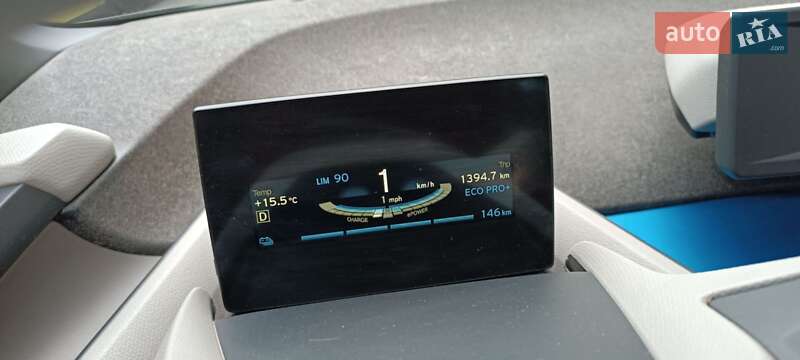 auto RIA
.com
LIM 90
1
km/h
Trip
1394.7 km
ECO PRO+
Temp
+15.5 °C
D
1 mph
CHARGE
ePOWER
146 km